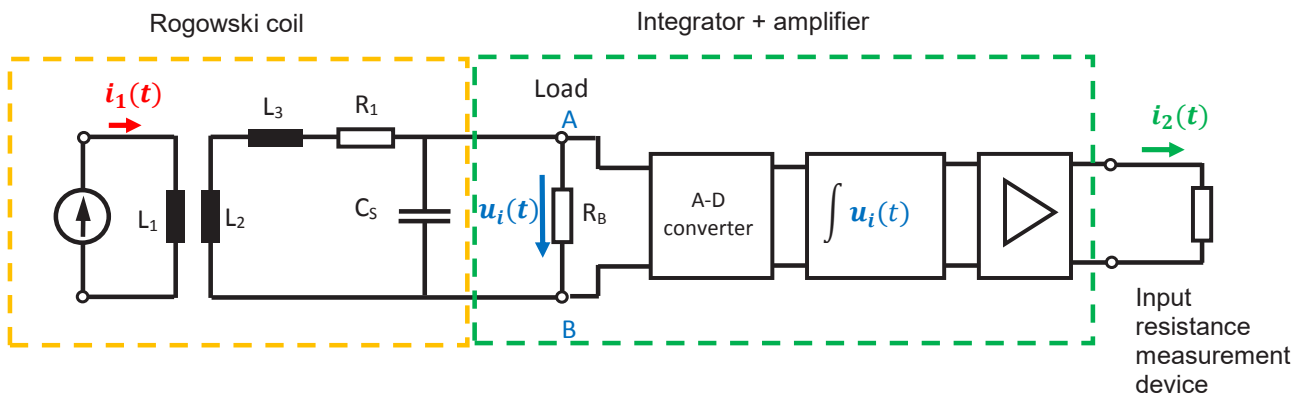 Rogowski coil
Integrator + amplifier
i₁(t)
L₃
R₁
Load
A
i₂(t)
L₁
L₂
Cₛ
uᵢ(t)
R_B
A-D
converter
∫ uᵢ(t)
B
Input
resistance
measurement
device